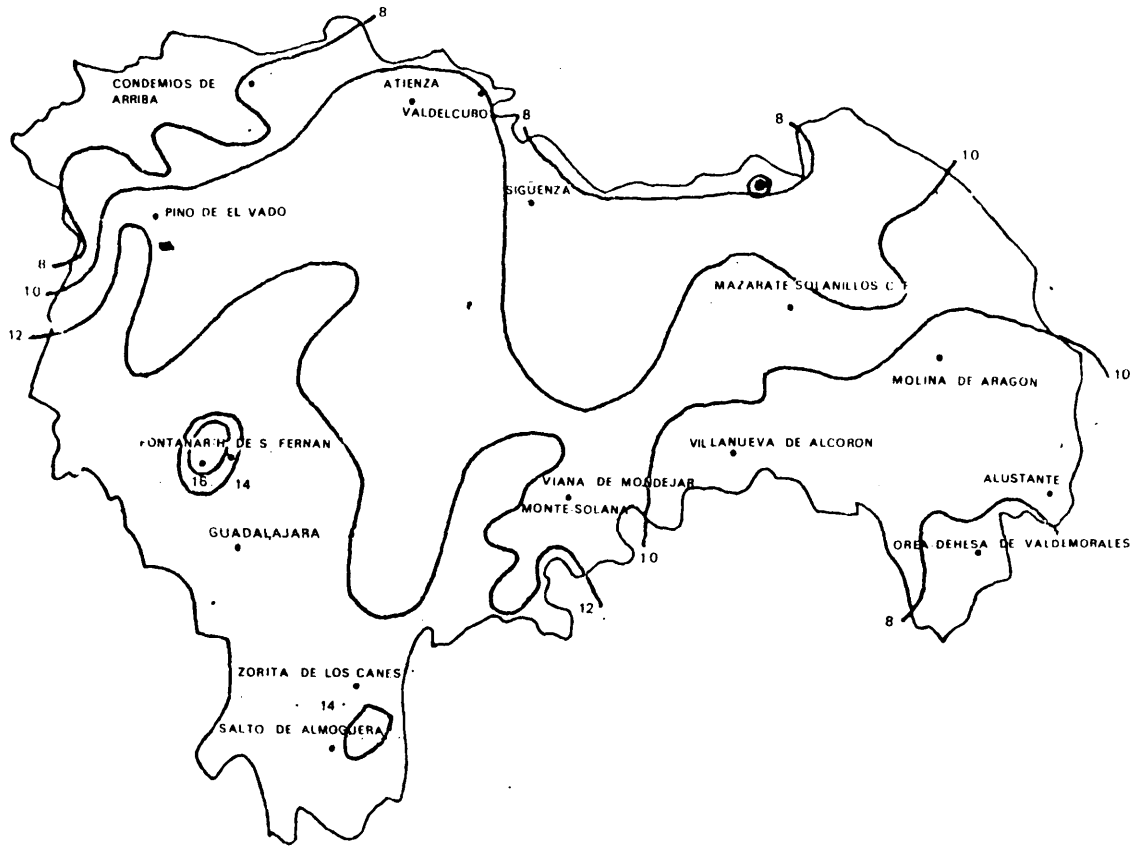 8
CONDEMIOS DE
ARRIBA
ATIENZA
VALDELCUBO
8
8
10
SIGÜENZA
PINO DE EL VADO
8
10
12
MAZARATE SOLANILLOS C
10
MOLINA DE ARAGON
FONTANAR H. DE S. FERNAN
VILLANUEVA DE ALCORON
16.
14
VIANA DE MONDEJAR
ALUSTANTE
MONTE-SOLANA
GUADALAJARA
OREA-DEHESA DE VALDEMORALES
10
12
8
ZORITA DE LOS CANES
14
SALTO DE ALMOGUERA